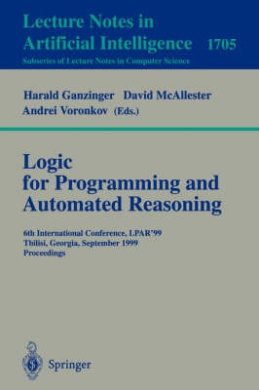 Lecture Notes in
Artificial Intelligence 1705
Subseries of Lecture Notes in Computer Science
Harald Ganzinger David McAllester
Andrei Voronkov (Eds.)
Logic
for Programming and
Automated Reasoning
6th International Conference, LPAR'99
Tbilisi, Georgia, September 1999
Proceedings
Springer